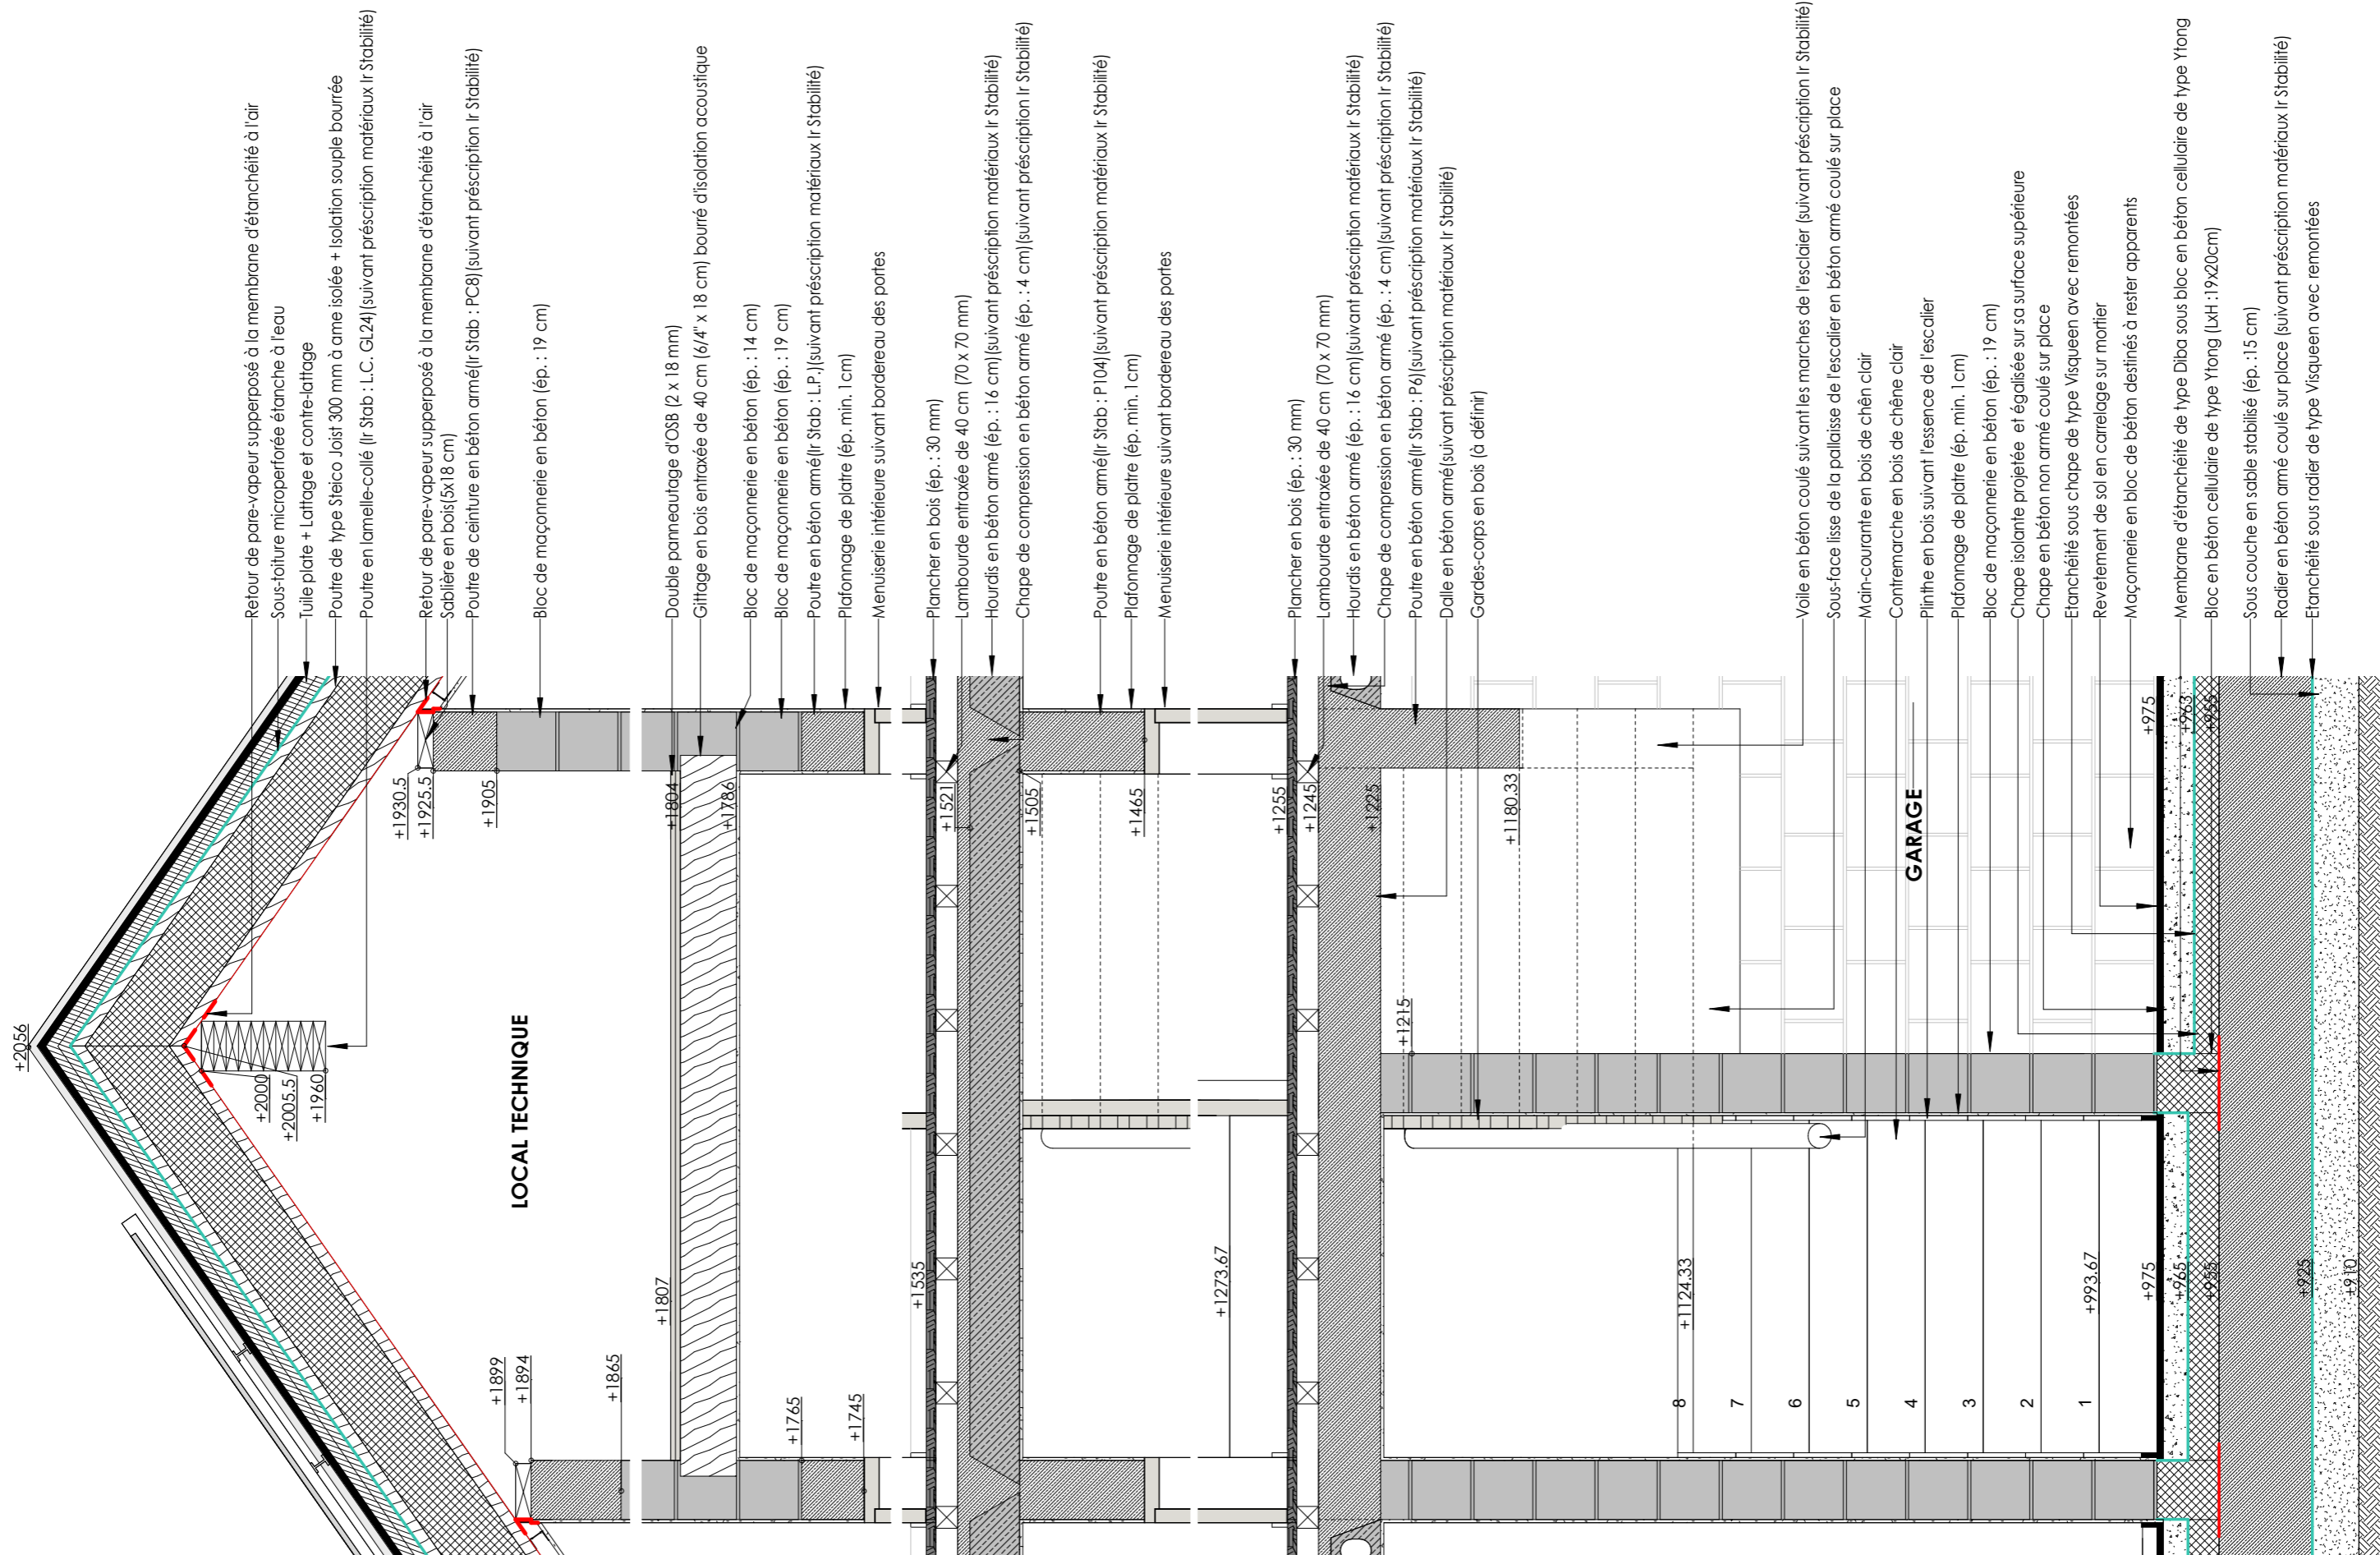 Retour de pare-vapeur supperposé à la membrane d'étanchéité à l'air
Sous-toiture microperforée étanche à l'eau
Tuile plate + Lattage et contre-lattage
Poutre de type Steico Joist 300 mm à ame isolée + Isolation souple bourrée
Poutre en lamelle-collé (Ir Stab : L.C. GL24)(suivant préscription matériaux Ir Stabilité)
Retour de pare-vapeur supperposé à la membrane d'étanchéité à l'air
Sablière en bois(5x18 cm)
Poutre de ceinture en béton armé(Ir Stab : PC8)(suivant préscription Ir Stabilité)
Bloc de maçonnerie en béton (ép. : 19 cm)
Double panneautage d'OSB (2 x 18 mm)
Gittage en bois entraxée de 40 cm (6/4" x 18 cm) bourré d'isolation acoustique
Bloc de maçonnerie en béton (ép. : 14 cm)
Bloc de maçonnerie en béton (ép. : 19 cm)
Poutre en béton armé(Ir Stab : L.P.)(suivant préscription matériaux Ir Stabilité)
Plafonnage de platre (ép. min. 1cm)
Menuiserie intérieure suivant bordereau des portes
Plancher en bois (ép. : 30 mm)
Lambourde entraxée de 40 cm (70 x 70 mm)
Hourdis en béton armé (ép. : 16 cm)(suivant préscription matériaux Ir Stabilité)
Chape de compression en béton armé (ép. : 4 cm)(suivant préscription Ir Stabilité)
Poutre en béton armé(Ir Stab : P104)(suivant préscription matériaux Ir Stabilité)
Plafonnage de platre (ép. min. 1cm)
Menuiserie intérieure suivant bordereau des portes
Plancher en bois (ép. : 30 mm)
Lambourde entraxée de 40 cm (70 x 70 mm)
Hourdis en béton armé (ép. : 16 cm)(suivant préscription matériaux Ir Stabilité)
Chape de compression en béton armé (ép. : 4 cm)(suivant préscription Ir Stabilité)
Poutre en béton armé(Ir Stab : P6)(suivant préscription matériaux Ir Stabilité)
Dalle en béton armé(suivant préscription matériaux Ir Stabilité)
Gardes-corps en bois (à définir)
Voile en béton coulé suivant les marches de l'esclaier (suivant préscription Ir Stabilité)
Sous-face lisse de la pallaisse de l'escalier en béton armé coulé sur place
Main-courante en bois de chên clair
Contremarche en bois de chêne clair
Plinthe en bois suivant l'essence de l'escalier
Plafonnage de platre (ép. min. 1cm)
Bloc de maçonnerie en béton (ép. : 19 cm)
Chape isolante projetée et égalisée sur sa surface supérieure
Chape en béton non armé coulé sur place
Etanchéité sous chape de type Visqueen avec remontées
Revetement de sol en carrelage sur mortier
Maçonnerie en bloc de béton destinés à rester apparents
Membrane d'étanchéité de type Diba sous bloc en béton cellulaire de type Ytong
Bloc en béton cellulaire de type Ytong (LxH :19x20cm)
Sous couche en sable stabilisé (ép. :15 cm)
Radier en béton armé coulé sur place (suivant préscription matériaux Ir Stabilité)
Etanchéité sous radier de type Visqueen avec remontées
+2056
+2000
+2005.5
+1960
+1930.5
+1925.5
+1905
LOCAL TECHNIQUE
+1899
+1894
+1865
+1807
+1804
+1786
+1765
+1745
+1535
+1521
+1505
+1465
+1273.67
+1255
+1245
+1225
+1215
+1180.33
+1124.33
8
7
6
5
4
3
2
1
GARAGE
+993.67
+975
+963
+955
+975
+965
+955
+925
+910